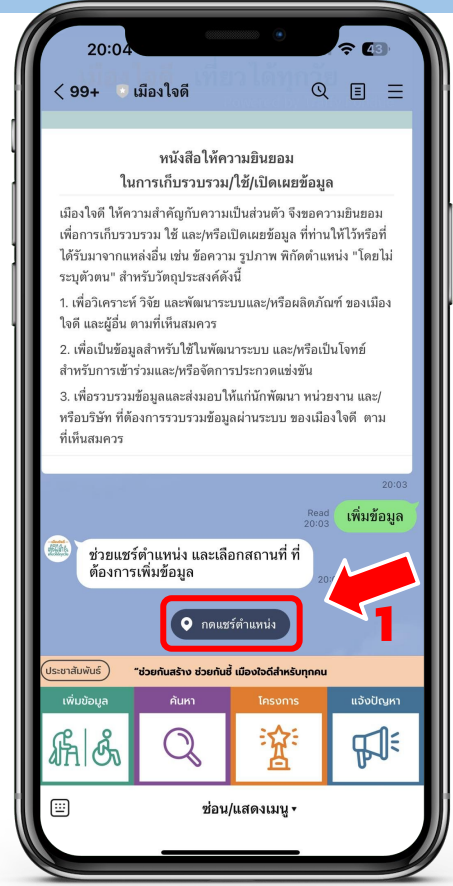 20:04
43
99+
เมืองใจดี
หนังสือให้ความยินยอม
ในการเก็บรวบรวม/ใช้/เปิดเผยข้อมูล
เมืองใจดี ให้ความสำคัญกับความเป็นส่วนตัว จึงขอความยินยอม
เพื่อการเก็บรวบรวม ใช้ และ/หรือเปิดเผยข้อมูล ที่ท่านให้ไว้หรือที่
ได้รับมาจากแหล่งอื่น เช่น ข้อความ รูปภาพ พิกัดตำแหน่ง "โดยไม่
ระบุตัวตน" สำหรับวัตถุประสงค์ดังนี้
1. เพื่อวิเคราะห์ วิจัย และพัฒนาระบบและ/หรือผลิตภัณฑ์ ของเมือง
ใจดี และผู้อื่น ตามที่เห็นสมควร
2. เพื่อเป็นข้อมูลสำหรับใช้ในพัฒนาระบบ และ/หรือเป็นโจทย์
สำหรับการเข้าร่วมและ/หรือจัดการประกวดแข่งขัน
3. เพื่อรวบรวมข้อมูลและส่งมอบให้แก่นักพัฒนา หน่วยงาน และ/
หรือบริษัท ที่ต้องการรวบรวมข้อมูลผ่านระบบ ของเมืองใจดี ตาม
ที่เห็นสมควร
20:03
Read
20:03
เพิ่มข้อมูล
ช่วยแชร์ตำแหน่ง และเลือกสถานที่ ที่
ต้องการเพิ่มข้อมูล
กดแชร์ตำแหน่ง
1
ประชาสัมพันธ์
"ช่วยกันสร้าง ช่วยกันชี้ เมืองใจดีสำหรับทุกคน
เพิ่มข้อมูล
ค้นหา
โครงการ
แจ้งปัญหา
ซ่อน/แสดงเมนู